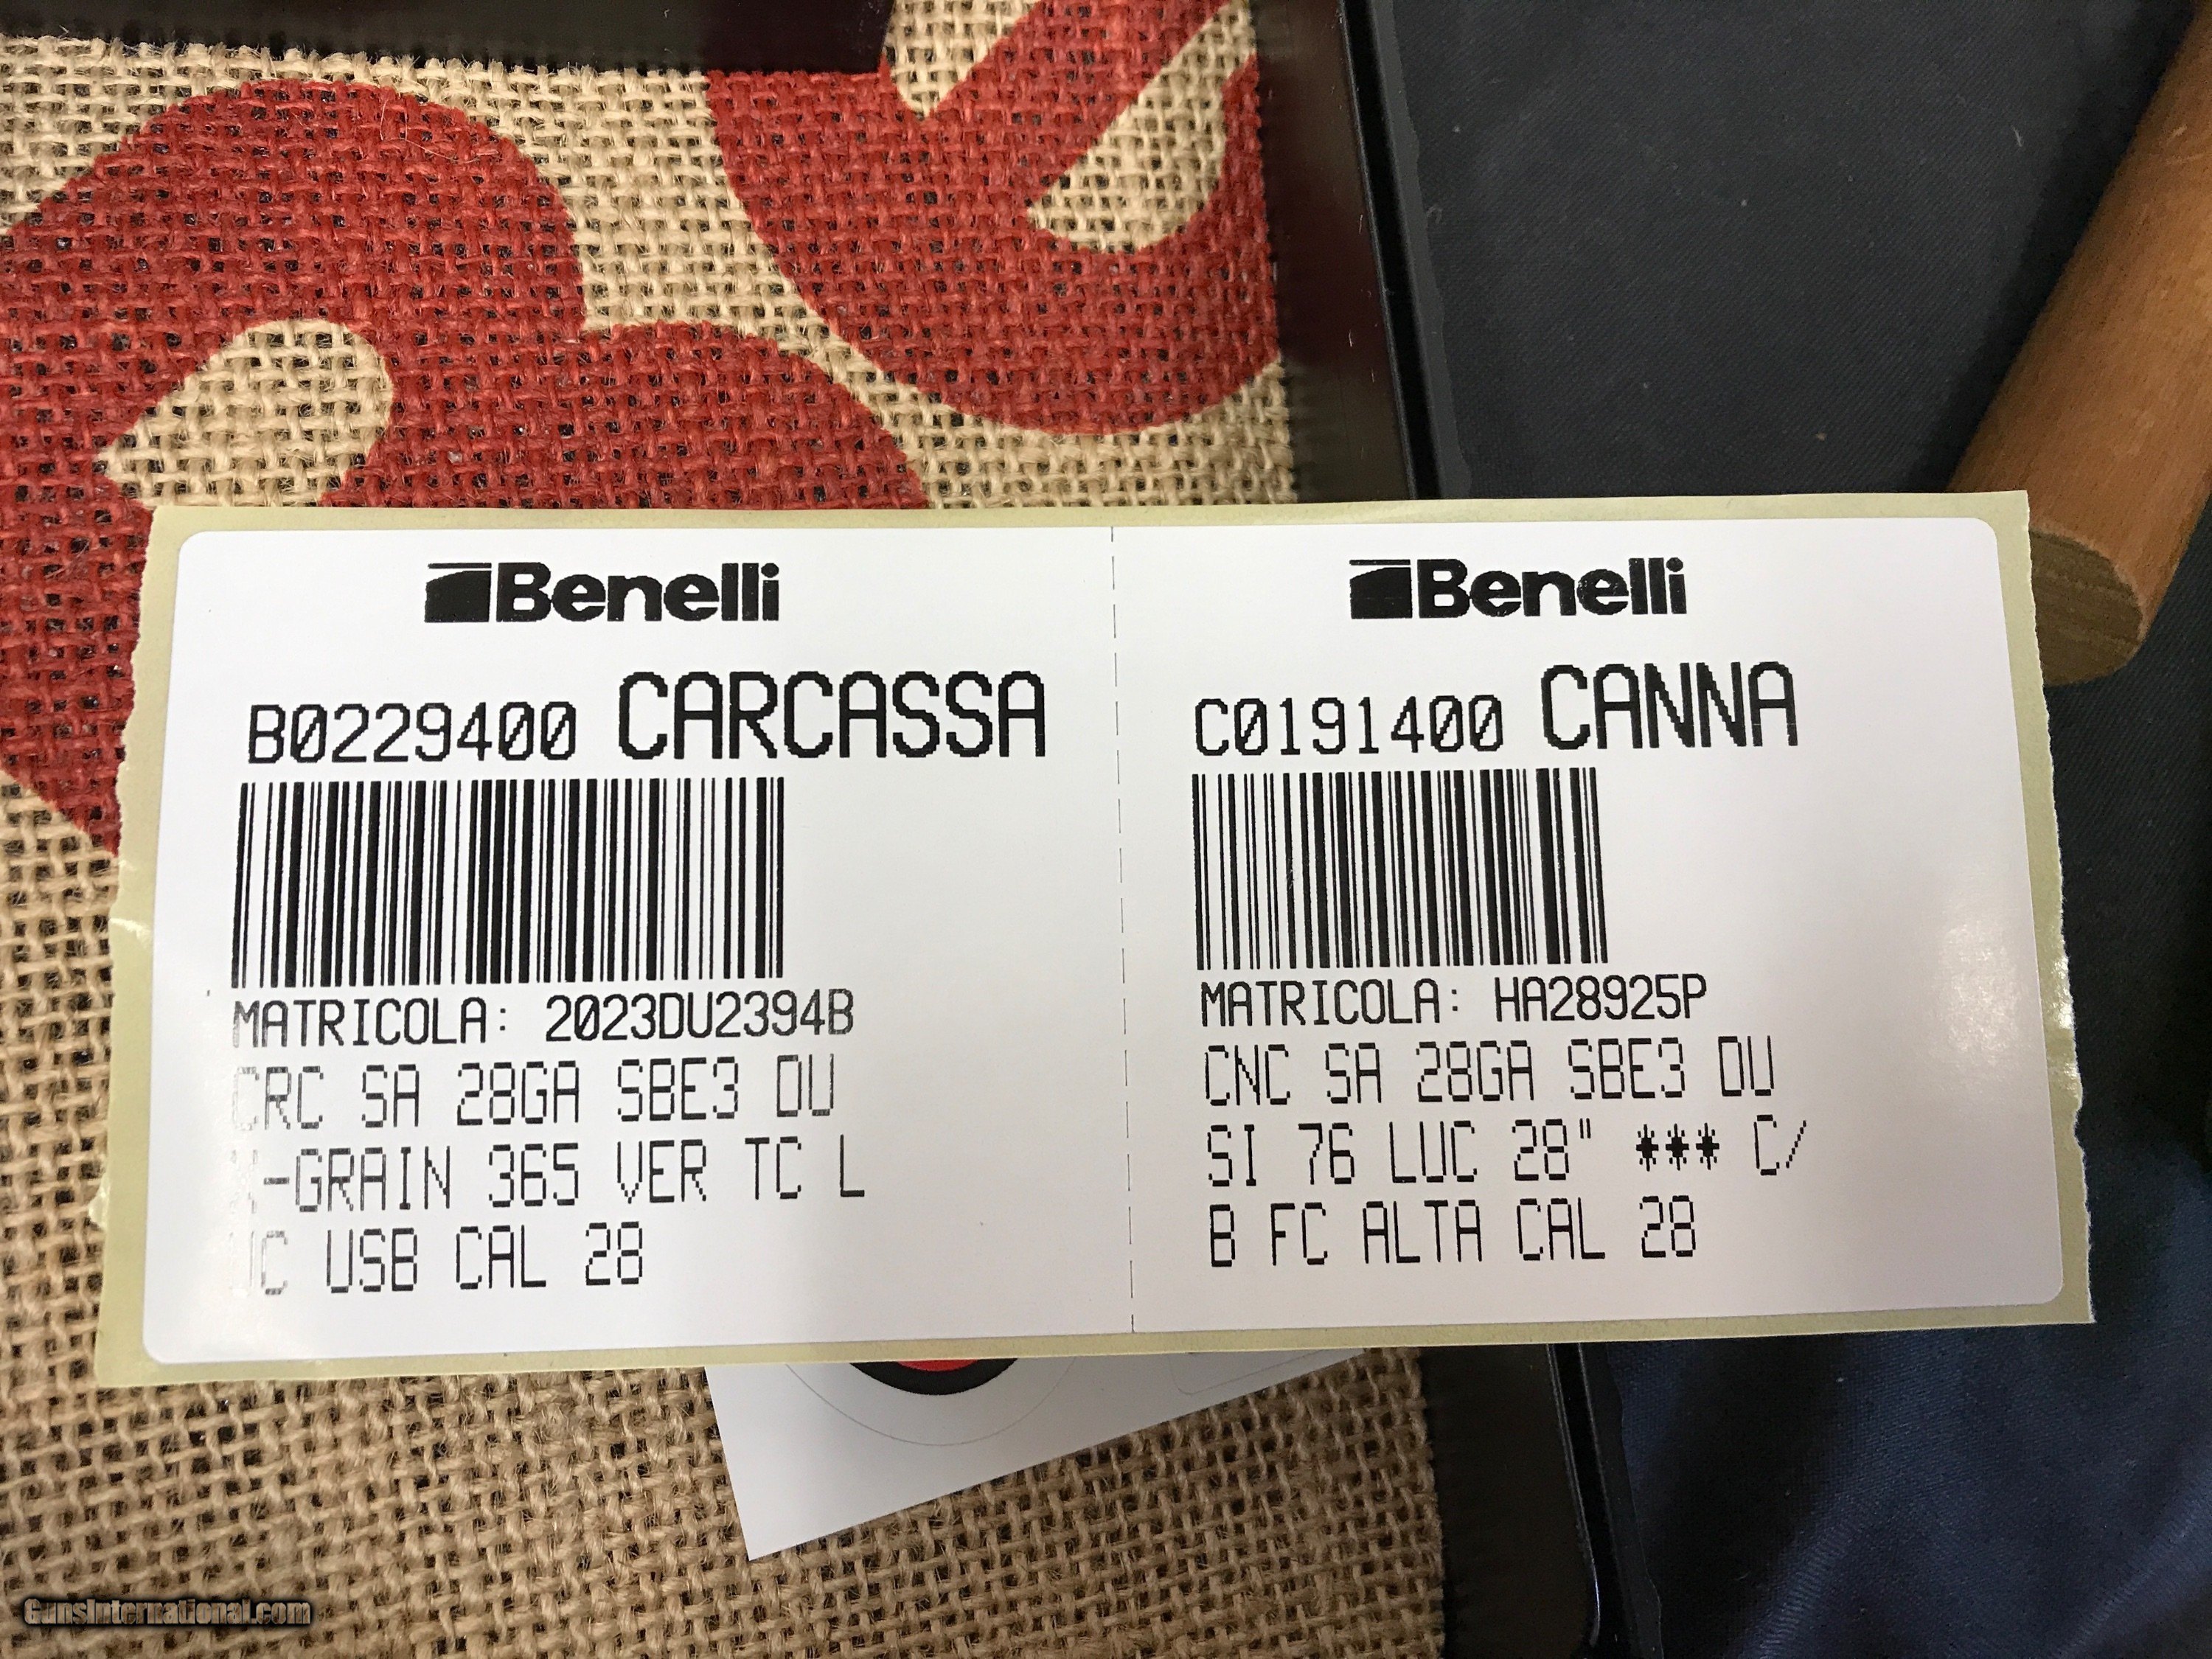 Benelli
B0229400 CARCASSA
MATRICOLA: 2023DU2394B
CRC SA 28GA SBE3 DU
X-GRAIN 365 VER TC L
UC USB CAL 28
Benelli
C0191400 CANNA
MATRICOLA: HA28925P
CNC SA 28GA SBE3 DU
SI 76 LUC 28" *** C/
B FC ALTA CAL 28
GunsInternational.com